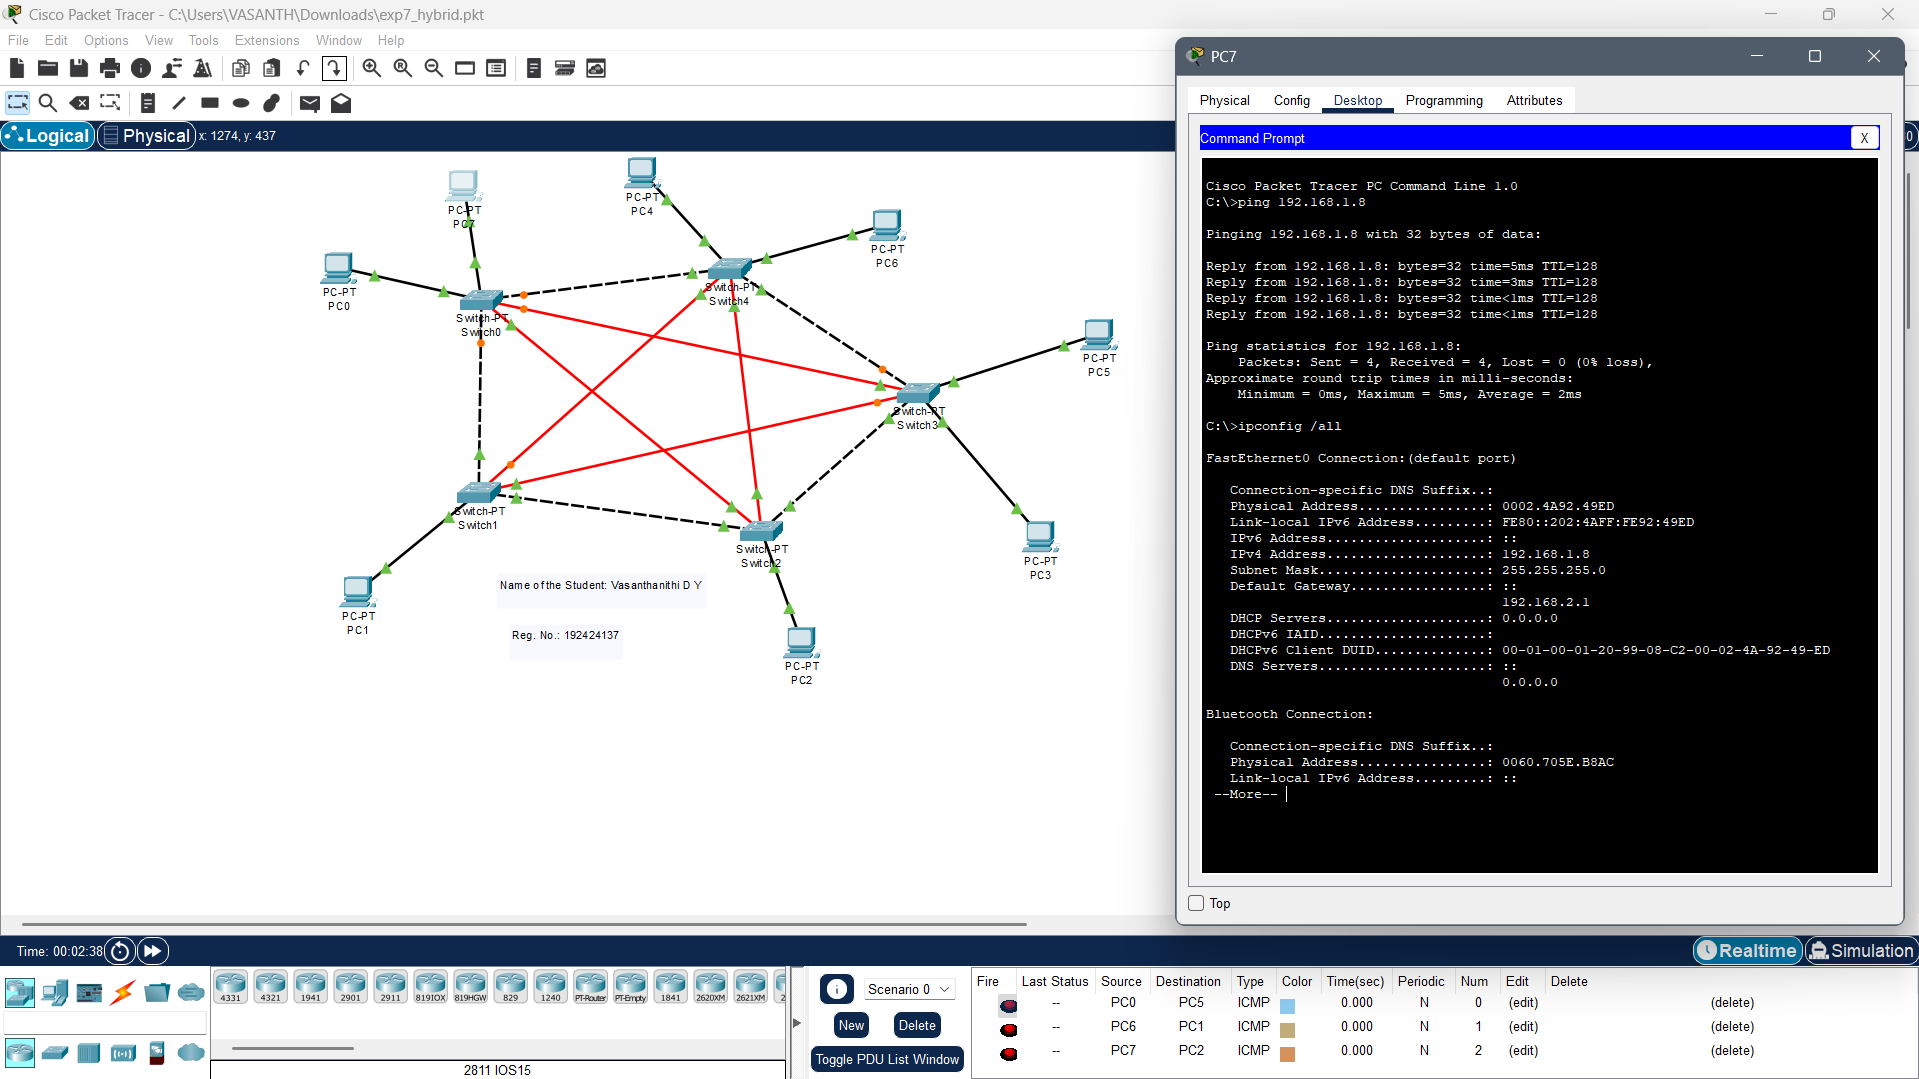 Cisco Packet Tracer - C:\Users\VASANTH\Downloads\exp7_hybrid.pkt
File Edit Options View Tools Extensions Window Help
Logical Physical x: 1274, y: 437
PC-PT
PC7
PC-PT
PC4
PC-PT
PC6
PC-PT
PC0
Switch-PT
Switch4
Switch-PT
Switch0
PC-PT
PC5
Switch-PT
Switch3
Switch-PT
Switch1
Switch-PT
Switch2
PC-PT
PC3
Name of the Student: Vasanthanithi D Y
PC-PT
PC1
Reg. No.: 192424137
PC-PT
PC2
PC7
Physical Config Desktop Programming Attributes
Command Prompt X
Cisco Packet Tracer PC Command Line 1.0
C:\>ping 192.168.1.8
Pinging 192.168.1.8 with 32 bytes of data:
Reply from 192.168.1.8: bytes=32 time=5ms TTL=128
Reply from 192.168.1.8: bytes=32 time=3ms TTL=128
Reply from 192.168.1.8: bytes=32 time<1ms TTL=128
Reply from 192.168.1.8: bytes=32 time<1ms TTL=128
Ping statistics for 192.168.1.8:
Packets: Sent = 4, Received = 4, Lost = 0 (0% loss),
Approximate round trip times in milli-seconds:
Minimum = 0ms, Maximum = 5ms, Average = 2ms
C:\>ipconfig /all
FastEthernet0 Connection:(default port)
Connection-specific DNS Suffix..:
Physical Address................: 0002.4A92.49ED
Link-local IPv6 Address.........: FE80::202:4AFF:FE92:49ED
IPv6 Address....................: ::
IPv4 Address....................: 192.168.1.8
Subnet Mask.....................: 255.255.255.0
Default Gateway.................: ::
192.168.2.1
DHCP Servers....................: 0.0.0.0
DHCPv6 IAID.....................:
DHCPv6 Client DUID..............: 00-01-00-01-20-99-08-C2-00-02-4A-92-49-ED
DNS Servers.....................: ::
0.0.0.0
Bluetooth Connection:
Connection-specific DNS Suffix..:
Physical Address................: 0060.705E.B8AC
Link-local IPv6 Address.........: ::
--More--
Top
Time: 00:02:38
Realtime Simulation
4331 4321 1941 2901 2911 819IOX 819HGW 829 1240 PT-Router PT-Empty 1841 2620XM 2621XM 2
2811 IOS15
Scenario 0
New Delete
Toggle PDU List Window
Fire Last Status Source Destination Type Color Time(sec) Periodic Num Edit Delete
-- PC0 PC5 ICMP 0.000 N 0 (edit) (delete)
-- PC6 PC1 ICMP 0.000 N 1 (edit) (delete)
-- PC7 PC2 ICMP 0.000 N 2 (edit) (delete)